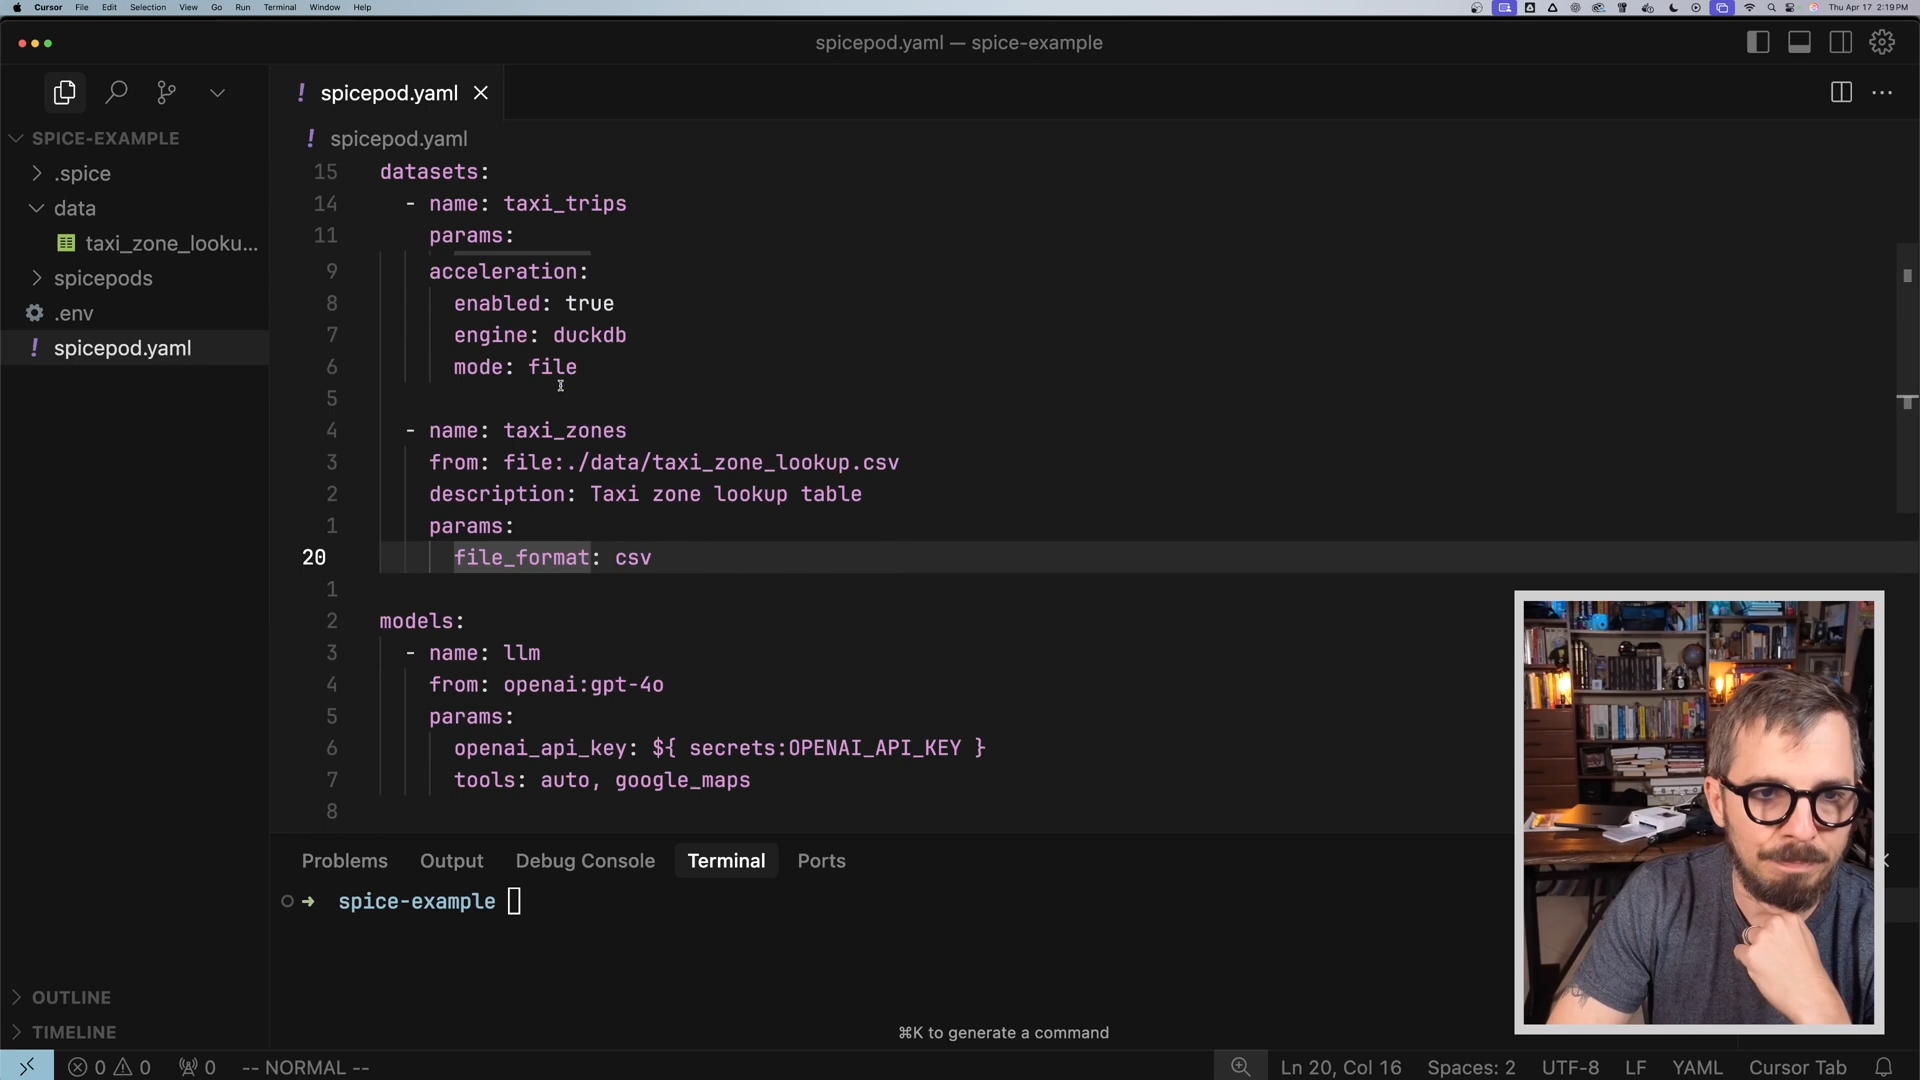 Cursor File Edit Selection View Go Run Terminal Window Help
Thu Apr 17 2:19 PM
spicepod.yaml — spice-example
! spicepod.yaml
SPICE-EXAMPLE
.spice
data
taxi_zone_looku...
spicepods
.env
! spicepod.yaml
! spicepod.yaml
15 datasets:
14 - name: taxi_trips
11 params:
9 acceleration:
8 enabled: true
7 engine: duckdb
6 mode: file
5
4 - name: taxi_zones
3 from: file:./data/taxi_zone_lookup.csv
2 description: Taxi zone lookup table
1 params:
20 file_format: csv
1
2 models:
3 - name: llm
4 from: openai:gpt-4o
5 params:
6 openai_api_key: ${ secrets:OPENAI_API_KEY }
7 tools: auto, google_maps
8
Problems Output Debug Console Terminal Ports
spice-example
⌘K to generate a command
OUTLINE
TIMELINE
0 0 0 -- NORMAL -- Ln 20, Col 16 Spaces: 2 UTF-8 LF YAML Cursor Tab